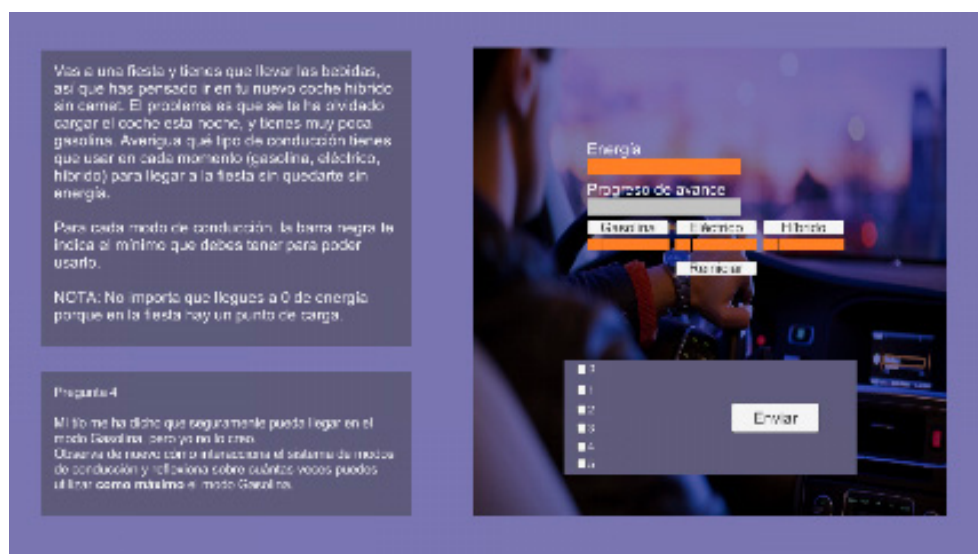 Vas a una fiesta y tienes que llevar las bebidas,
así que has pensado ir en tu nuevo coche híbrido
sin carnet. El problema es que se te ha olvidado
cargar el coche esta noche, y tienes muy poca
gasolina. Averigua qué tipo de conducción tienes
que usar en cada momento (gasolina, eléctrico,
híbrido) para llegar a la fiesta sin quedarte sin
energía.
Para cada modo de conducción, la barra negra te
indica el mínimo que debes tener para poder
usarlo.
NOTA: No importa que llegues a 0 de energía
porque en la fiesta hay un punto de carga.
Pregunta 4
Mi tío me ha dicho que seguramente pueda llegar en el
modo Gasolina, pero yo no lo creo.
Observa de nuevo cómo interacciona el sistema de modos
de conducción y reflexiona sobre cuántas veces puedes
utilizar como máximo el modo Gasolina.
Energía
Progreso de avance
Gasolina Eléctrico Híbrido
Reiniciar
1
2
3
4
5
Enviar